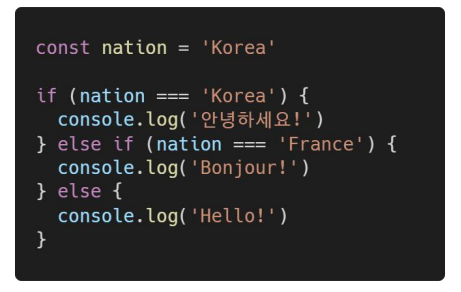 const nation = 'Korea'
if (nation === 'Korea') {
  console.log('안녕하세요!')
} else if (nation === 'France') {
  console.log('Bonjour!')
} else {
  console.log('Hello!')
}